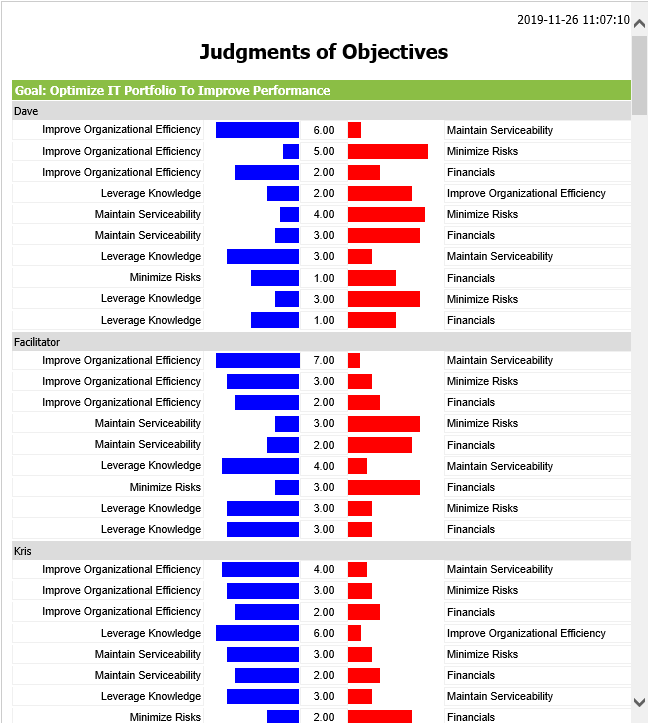 2019-11-26 11:07:10
Judgments of Objectives
Goal: Optimize IT Portfolio To Improve Performance
Dave
Improve Organizational Efficiency 6.00 Maintain Serviceability
Improve Organizational Efficiency 5.00 Minimize Risks
Improve Organizational Efficiency 2.00 Financials
Leverage Knowledge 2.00 Improve Organizational Efficiency
Maintain Serviceability 4.00 Minimize Risks
Maintain Serviceability 3.00 Financials
Leverage Knowledge 3.00 Maintain Serviceability
Minimize Risks 1.00 Financials
Leverage Knowledge 3.00 Minimize Risks
Leverage Knowledge 1.00 Financials
Facilitator
Improve Organizational Efficiency 7.00 Maintain Serviceability
Improve Organizational Efficiency 3.00 Minimize Risks
Improve Organizational Efficiency 2.00 Financials
Maintain Serviceability 3.00 Minimize Risks
Maintain Serviceability 2.00 Financials
Leverage Knowledge 4.00 Maintain Serviceability
Minimize Risks 3.00 Financials
Leverage Knowledge 3.00 Minimize Risks
Leverage Knowledge 3.00 Financials
Kris
Improve Organizational Efficiency 4.00 Maintain Serviceability
Improve Organizational Efficiency 3.00 Minimize Risks
Improve Organizational Efficiency 2.00 Financials
Leverage Knowledge 6.00 Improve Organizational Efficiency
Maintain Serviceability 3.00 Minimize Risks
Maintain Serviceability 2.00 Financials
Leverage Knowledge 3.00 Maintain Serviceability
Minimize Risks 2.00 Financials